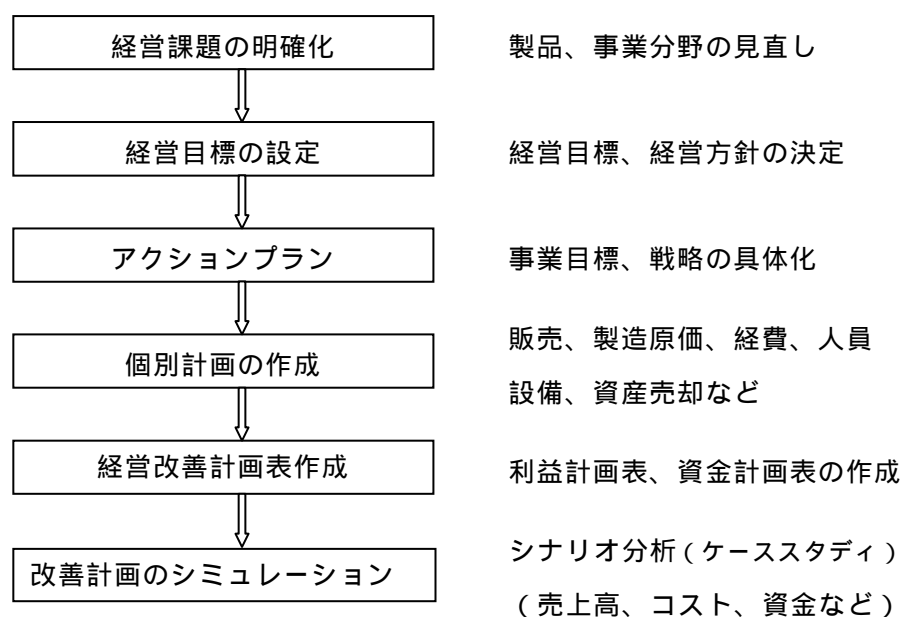 経営課題の明確化
製品、事業分野の見直し
経営目標の設定
経営目標、経営方針の決定
アクションプラン
事業目標、戦略の具体化
個別計画の作成
販売、製造原価、経費、人員
設備、資産売却など
経営改善計画表作成
利益計画表、資金計画表の作成
改善計画のシミュレーション
シナリオ分析(ケーススタディ)
(売上高、コスト、資金など)